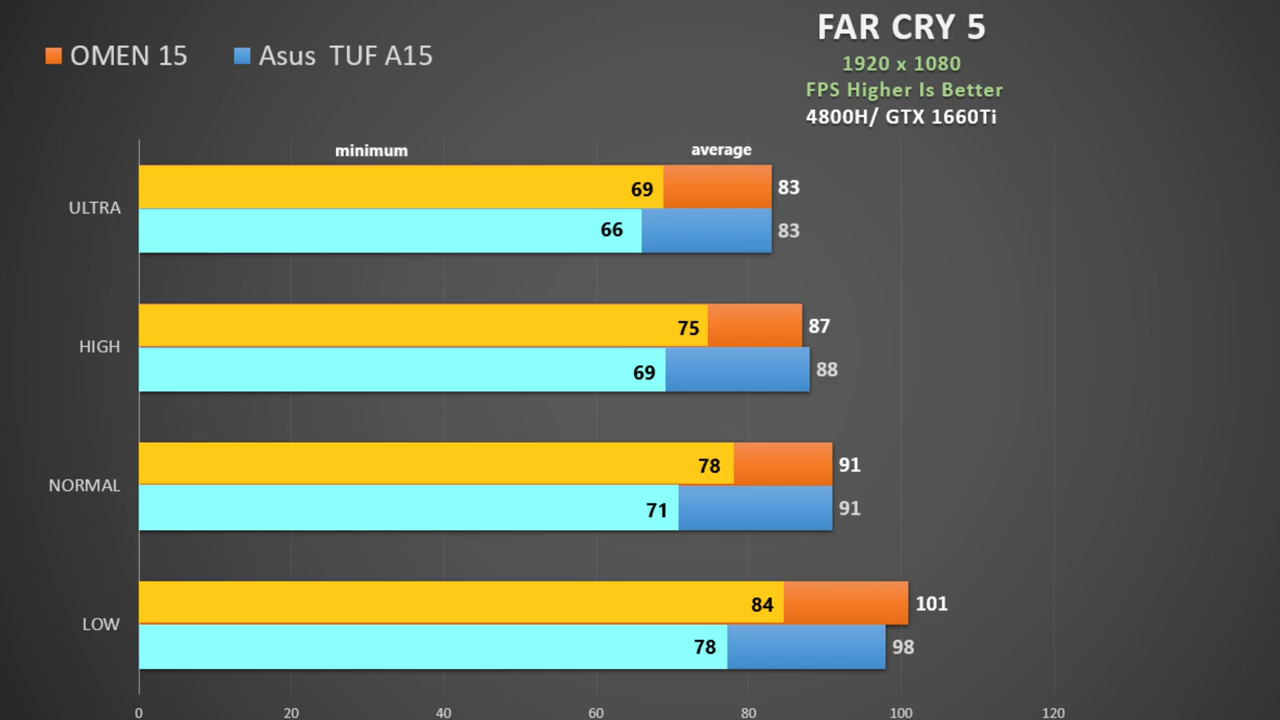 FAR CRY 5
OMEN 15 Asus TUF A15
1920 x 1080
FPS Higher Is Better
4800H/ GTX 1660Ti
minimum average
69 83
ULTRA
66 83
75 87
HIGH
69 88
78 91
NORMAL
71 91
84 101
LOW
78 98
0 20 40 60 80 100 120